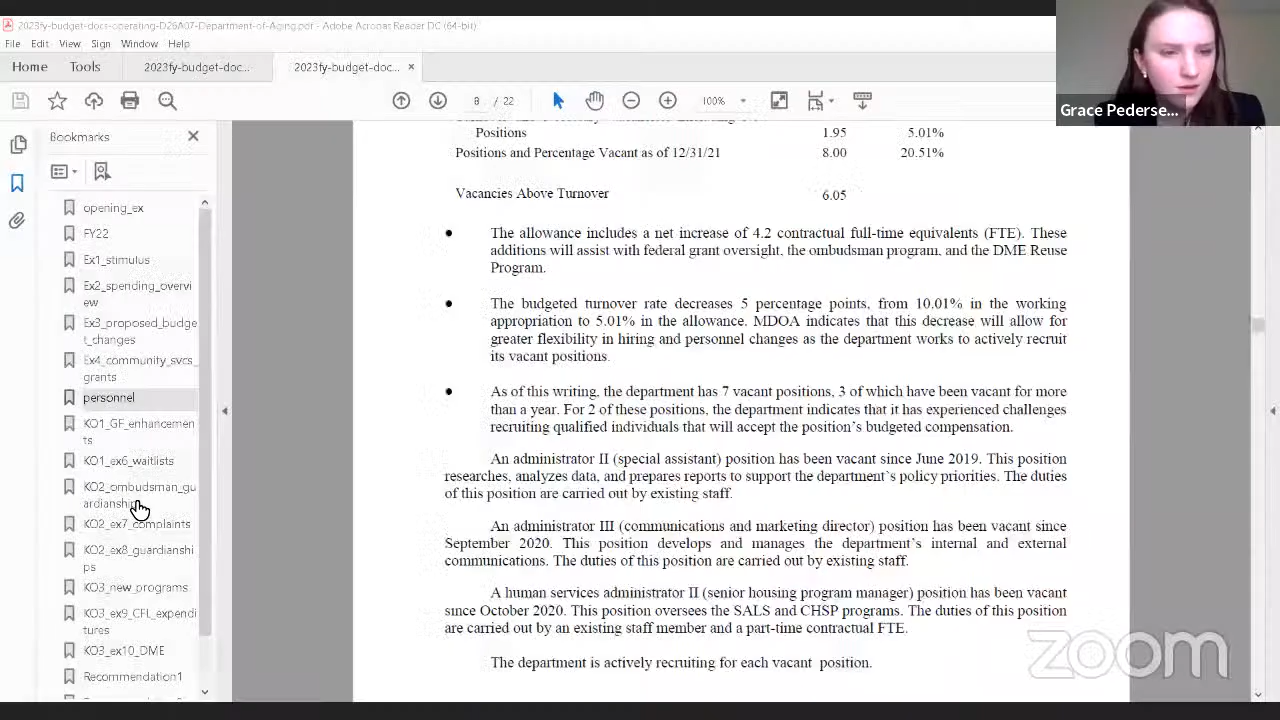 2023fy-budget-docs-operating-D26A07-Department-of-Aging.pdf - Adobe Acrobat Reader DC (64-bit)
File Edit View Sign Window Help
Home Tools 2023fy-budget-doc... 2023fy-budget-doc... ×
8 / 22 100%
Grace Pederse...
Bookmarks
opening_ex
FY22
Ex1_stimulus
Ex2_spending_overvi
ew
Ex3_proposed_budge
t_changes
Ex4_community_svcs_
grants
personnel
KO1_GF_enhancemen
ts
KO1_ex6_waitlists
KO2_ombudsman_gu
ardianship
KO2_ex7_complaints
KO2_ex8_guardianshi
ps
KO3_new_programs
KO3_ex9_CFL_expendi
tures
KO3_ex10_DME
Recommendation1
Positions 1.95 5.01%
Positions and Percentage Vacant as of 12/31/21 8.00 20.51%
Vacancies Above Turnover 6.05
● The allowance includes a net increase of 4.2 contractual full-time equivalents (FTE). These
additions will assist with federal grant oversight, the ombudsman program, and the DME Reuse
Program.
● The budgeted turnover rate decreases 5 percentage points, from 10.01% in the working
appropriation to 5.01% in the allowance. MDOA indicates that this decrease will allow for
greater flexibility in hiring and personnel changes as the department works to actively recruit
its vacant positions.
● As of this writing, the department has 7 vacant positions, 3 of which have been vacant for more
than a year. For 2 of these positions, the department indicates that it has experienced challenges
recruiting qualified individuals that will accept the position's budgeted compensation.
An administrator II (special assistant) position has been vacant since June 2019. This position
researches, analyzes data, and prepares reports to support the department's policy priorities. The duties
of this position are carried out by existing staff.
An administrator III (communications and marketing director) position has been vacant since
September 2020. This position develops and manages the department's internal and external
communications. The duties of this position are carried out by existing staff.
A human services administrator II (senior housing program manager) position has been vacant
since October 2020. This position oversees the SALS and CHSP programs. The duties of this position
are carried out by an existing staff member and a part-time contractual FTE.
The department is actively recruiting for each vacant position.
zoom